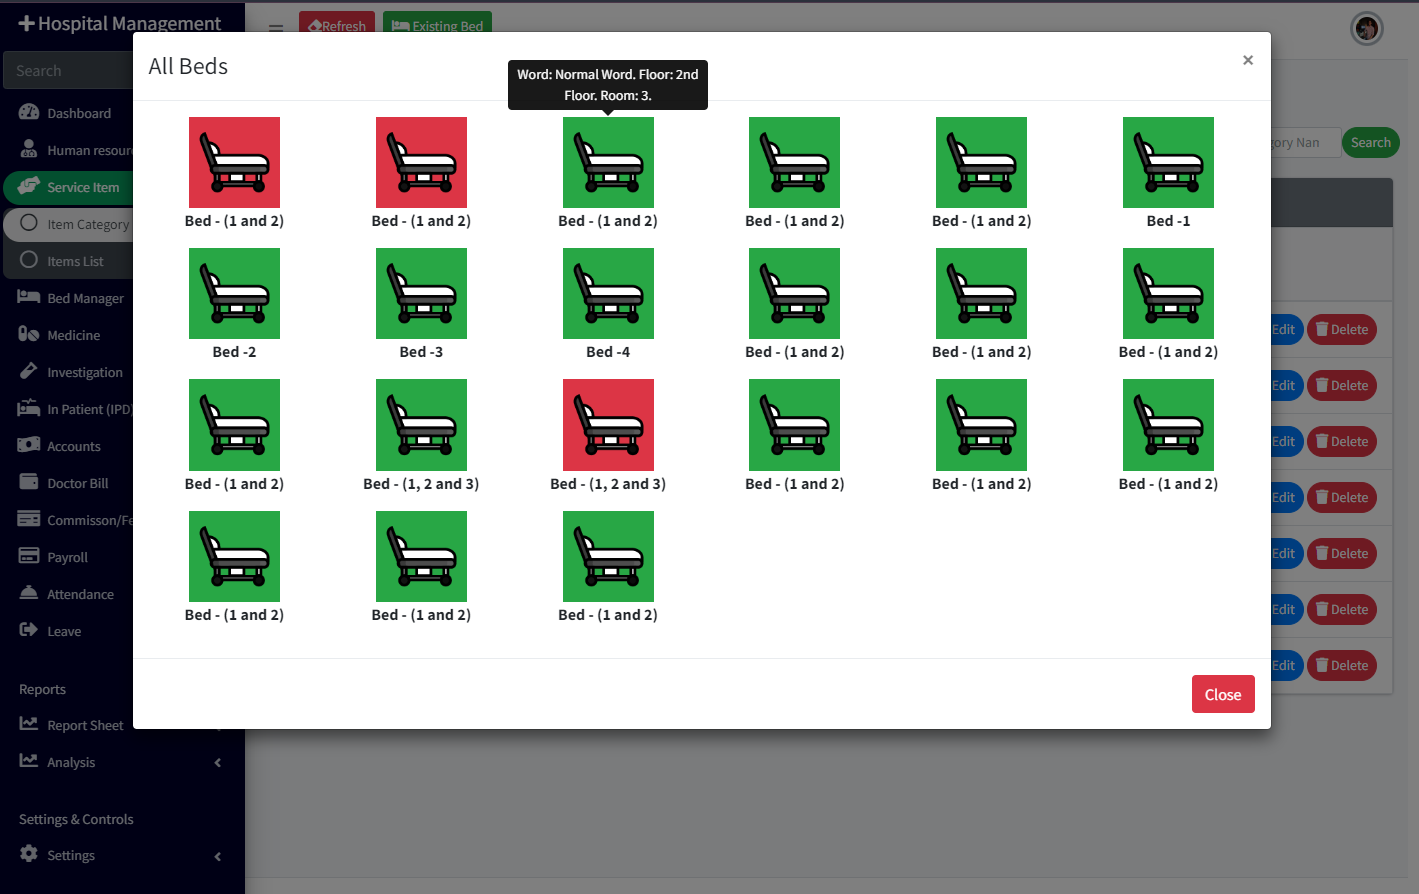 Hospital Management
Refresh
Existing Bed
Search
Dashboard
Human resour
Service Item
Item Category
Items List
Bed Manager
Medicine
Investigation
In Patient (IPD)
Accounts
Doctor Bill
Commisson/Fe
Payroll
Attendance
Leave
Reports
Report Sheet
Analysis
Settings & Controls
Settings
All Beds
×
Word: Normal Word. Floor: 2nd
Floor. Room: 3.
Bed - (1 and 2)
Bed - (1 and 2)
Bed - (1 and 2)
Bed - (1 and 2)
Bed - (1 and 2)
Bed -1
Bed -2
Bed -3
Bed -4
Bed - (1 and 2)
Bed - (1 and 2)
Bed - (1 and 2)
Bed - (1 and 2)
Bed - (1, 2 and 3)
Bed - (1, 2 and 3)
Bed - (1 and 2)
Bed - (1 and 2)
Bed - (1 and 2)
Bed - (1 and 2)
Bed - (1 and 2)
Bed - (1 and 2)
Close
gory Nan
Search
Edit
Delete
Edit
Delete
Edit
Delete
Edit
Delete
Edit
Delete
Edit
Delete
Edit
Delete